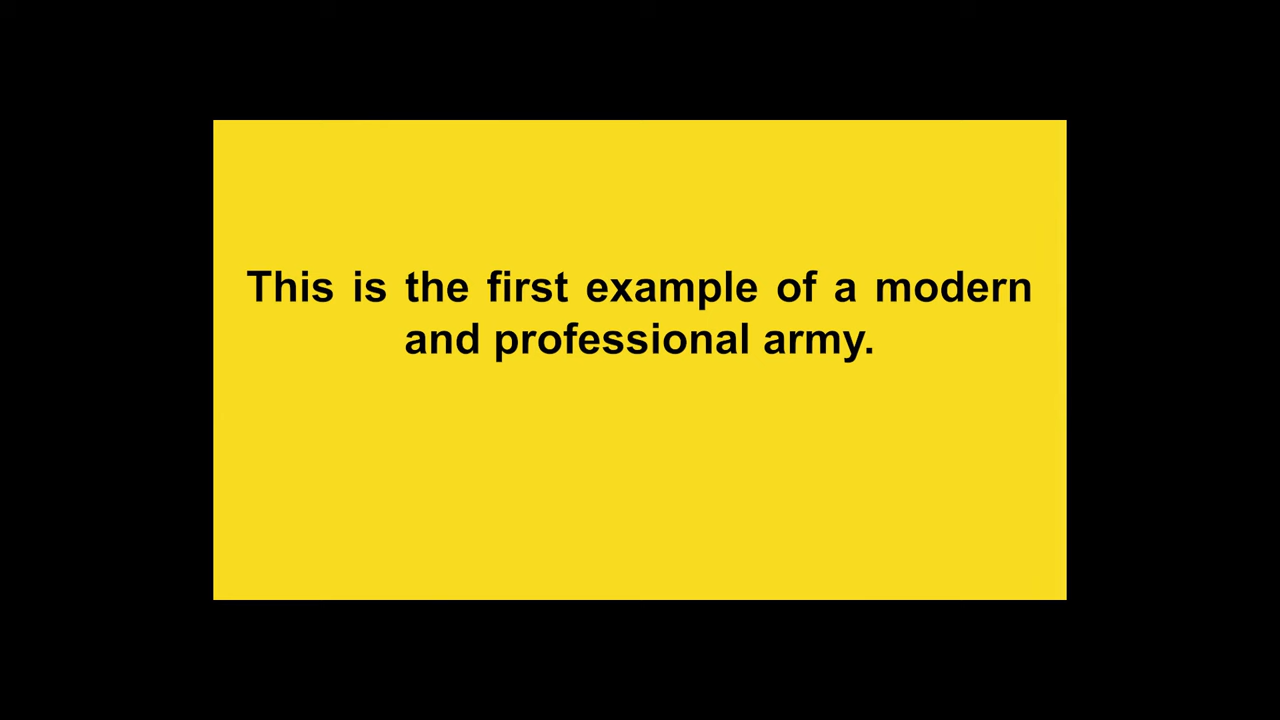 This is the first example of a modern
and professional army.